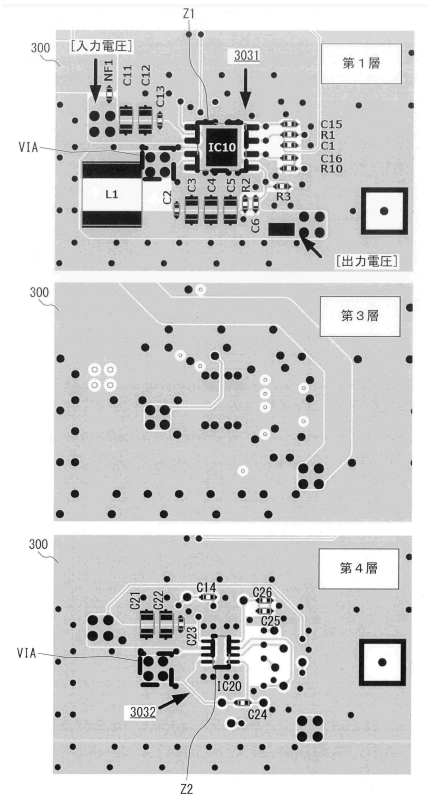 Z1
300
[入力電圧]
3031
第1層
NF1
C11
C12
C13
VIA
IC10
C15
R1
C1
C16
R10
L1
C2
C3
C4
C5
R2
C6
R3
[出力電圧]
300
第3層
300
第4層
C14
C26
C21
C22
C23
C25
VIA
IC20
3032
C24
Z2